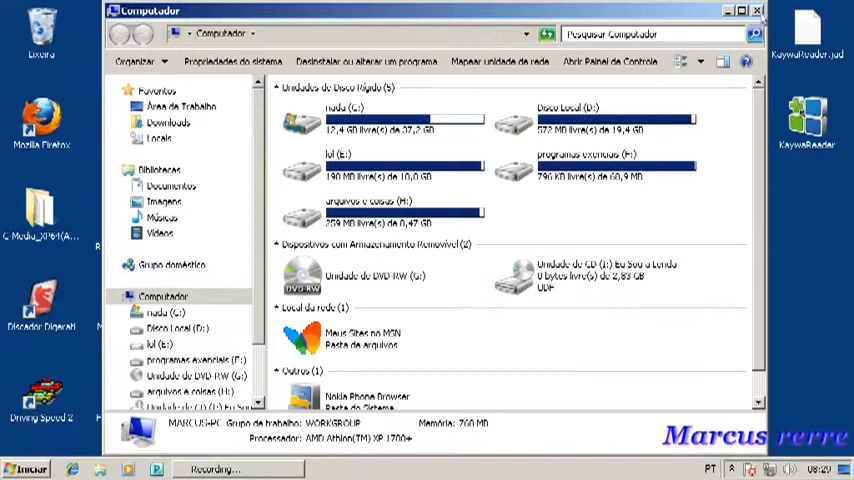 Computador
Lixeira
Mozilla Firefox
C-Media_XP64(A...
Discador Digerati
Driving Speed 2
Computador
Pesquisar Computador
Organizar
Propriedades do sistema
Desinstalar ou alterar um programa
Mapear unidade de rede
Abrir Painel de Controle
Favoritos
Área de Trabalho
Downloads
Locais
Bibliotecas
Documentos
Imagens
Músicas
Vídeos
Grupo doméstico
Computador
nada (C:)
Disco Local (D:)
lol (E:)
programas exenciais (F:)
Unidade de DVD-RW (G:)
arquivos e coisas (H:)
Unidade de CD (I:) Eu Sou
Unidades de Disco Rígido (5)
nada (C:)
12,4 GB livre(s) de 37,2 GB
Disco Local (D:)
572 MB livre(s) de 19,4 GB
lol (E:)
190 MB livre(s) de 10,0 GB
programas exenciais (F:)
796 KB livre(s) de 68,9 MB
arquivos e coisas (H:)
259 MB livre(s) de 8,47 GB
Dispositivos com Armazenamento Removível (2)
DVD-RW
Unidade de DVD-RW (G:)
Unidade de CD (I:) Eu Sou a Lenda
0 bytes livre(s) de 2,83 GB
UDF
Local da rede (1)
Meus Sites no MSN
Pasta de arquivos
Outros (1)
Nokia Phone Browser
Pasta do Sistema
MARCUS-PC Grupo de trabalho: WORKGROUP Memória: 768 MB
Processador: AMD Athlon(TM) XP 1700+
KaywaReader.jad
KaywaReader
Marcus rerre
Iniciar
Recording...
PT
08:29